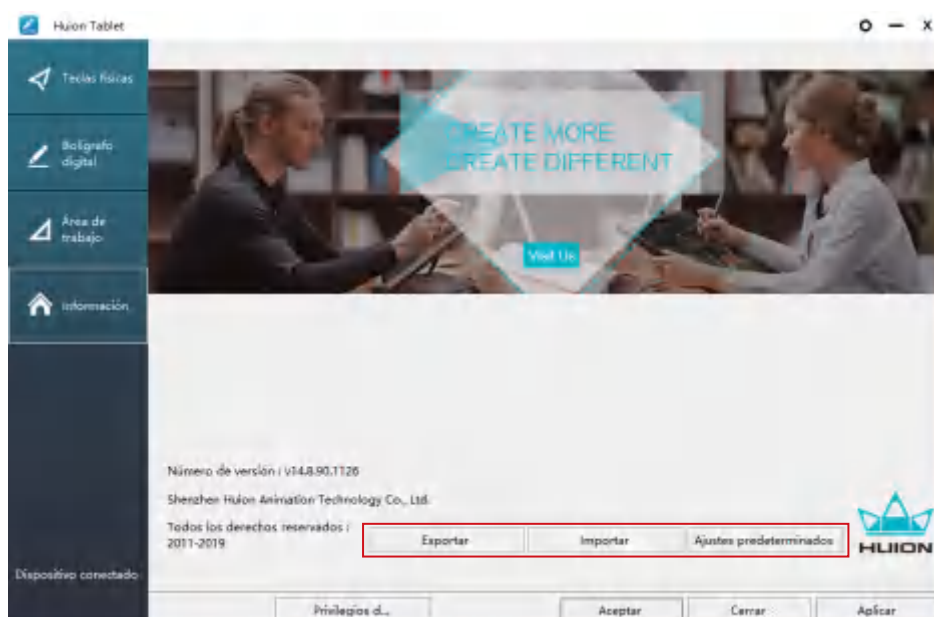 Huion Tablet
Teclas físicas
Bolígrafo
digital
Área de
trabajo
Información
Dispositivo conectado
CREATE MORE
CREATE DIFFERENT
Visit Us
Número de versión : v14.8.90.1126
Shenzhen Huion Animation Technology Co., Ltd.
Todos los derechos reservados :
2011-2019
Exportar
Importar
Ajustes predeterminados
HUION
Privilegios d...
Aceptar
Cerrar
Aplicar